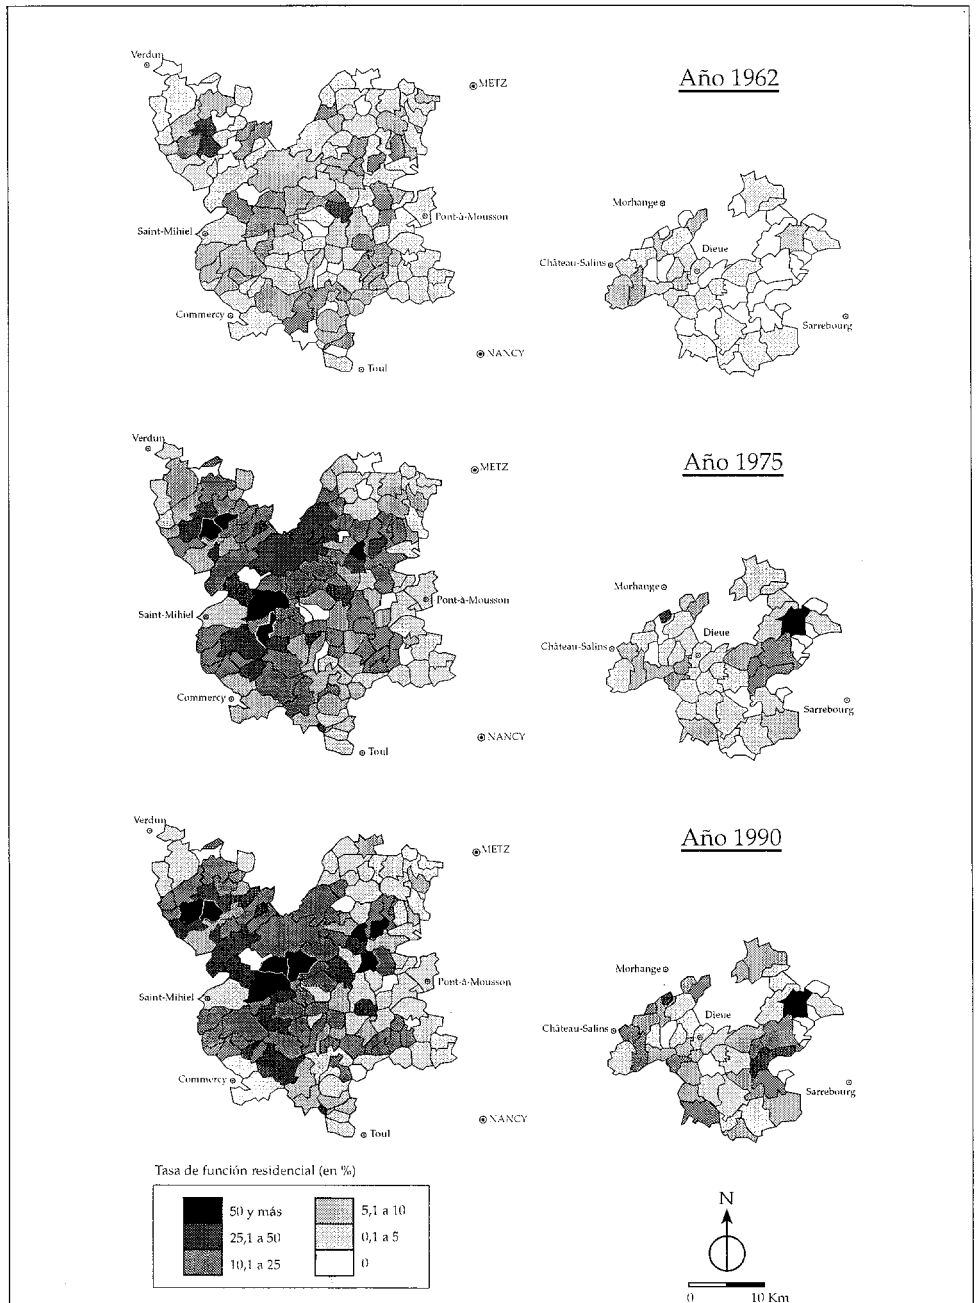 Año 1962
Verdun
METZ
Morhange
Pont-à-Mousson
Saint-Mihiel
Dieue
Château-Salins
Commercy
Sarrebourg
NANCY
Toul
Año 1975
Verdun
METZ
Morhange
Pont-à-Mousson
Saint-Mihiel
Dieue
Château-Salins
Commercy
Sarrebourg
NANCY
Toul
Año 1990
Verdun
METZ
Morhange
Pont-à-Mousson
Saint-Mihiel
Dieue
Château-Salins
Commercy
Sarrebourg
NANCY
Toul
Tasa de función residencial (en %)
50 y más
25,1 a 50
10,1 a 25
5,1 a 10
0,1 a 5
0
N
0 10 Km